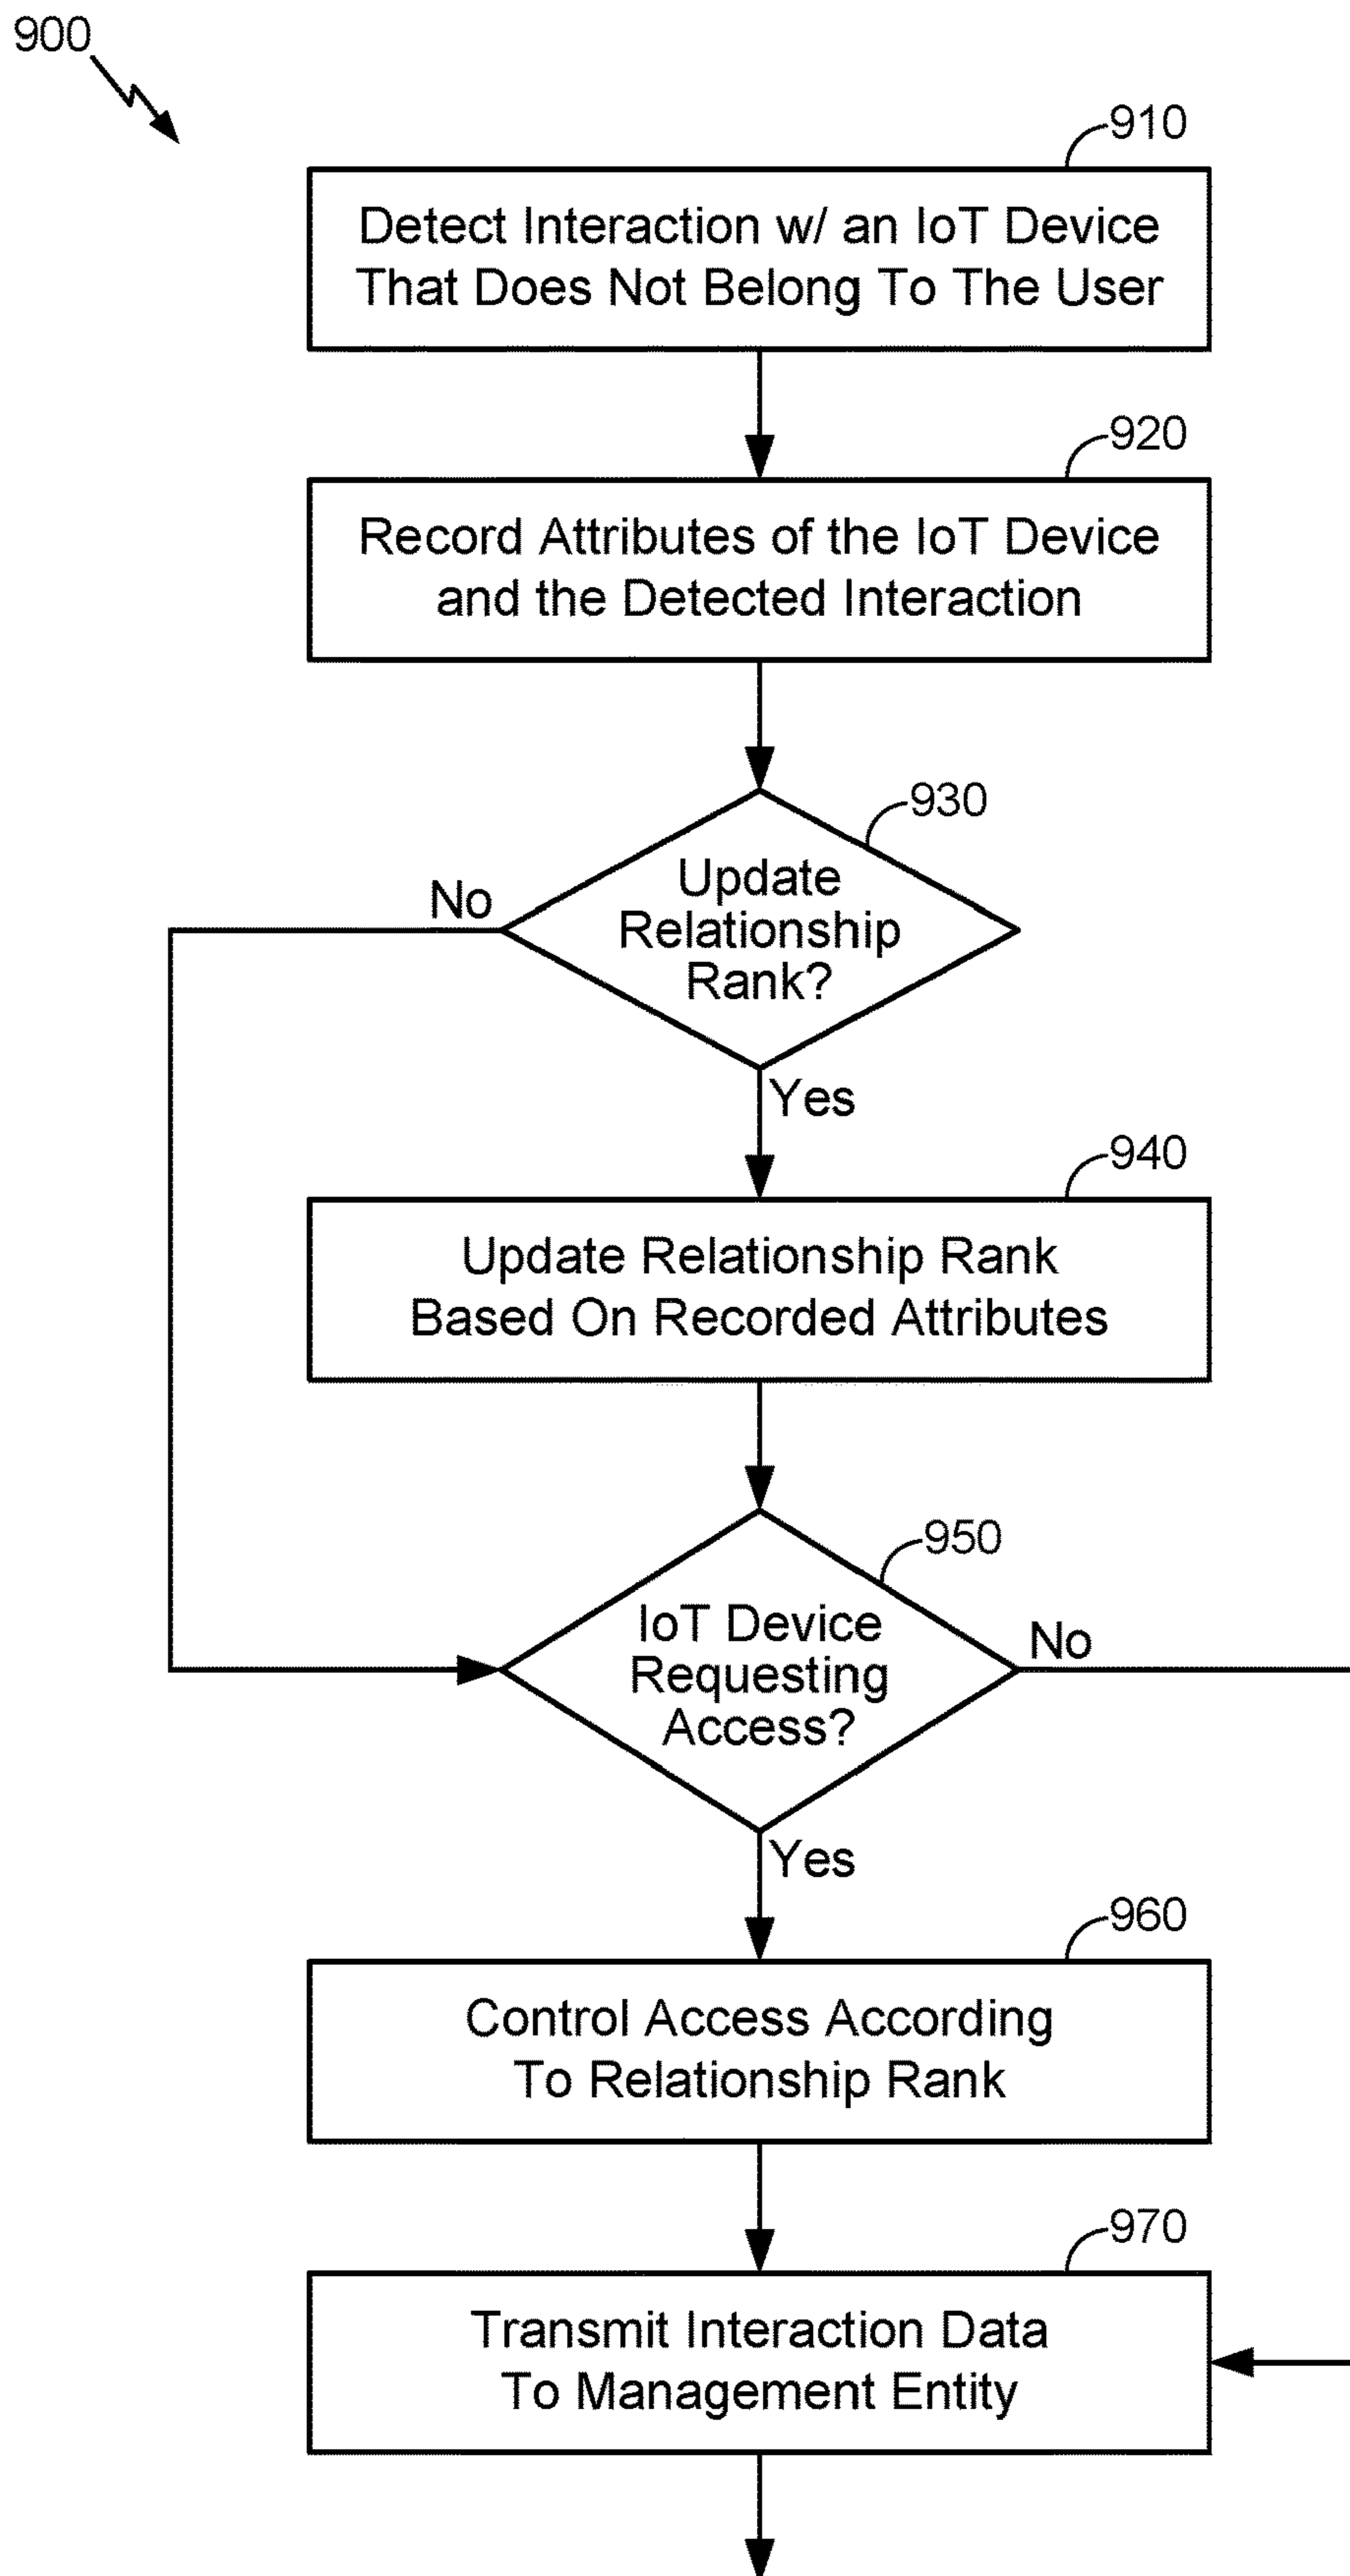 900
910
Detect Interaction w/ an IoT Device
That Does Not Belong To The User
920
Record Attributes of the IoT Device
and the Detected Interaction
930
Update
Relationship
Rank?
No
Yes
940
Update Relationship Rank
Based On Recorded Attributes
950
IoT Device
Requesting
Access?
No
Yes
960
Control Access According
To Relationship Rank
970
Transmit Interaction Data
To Management Entity